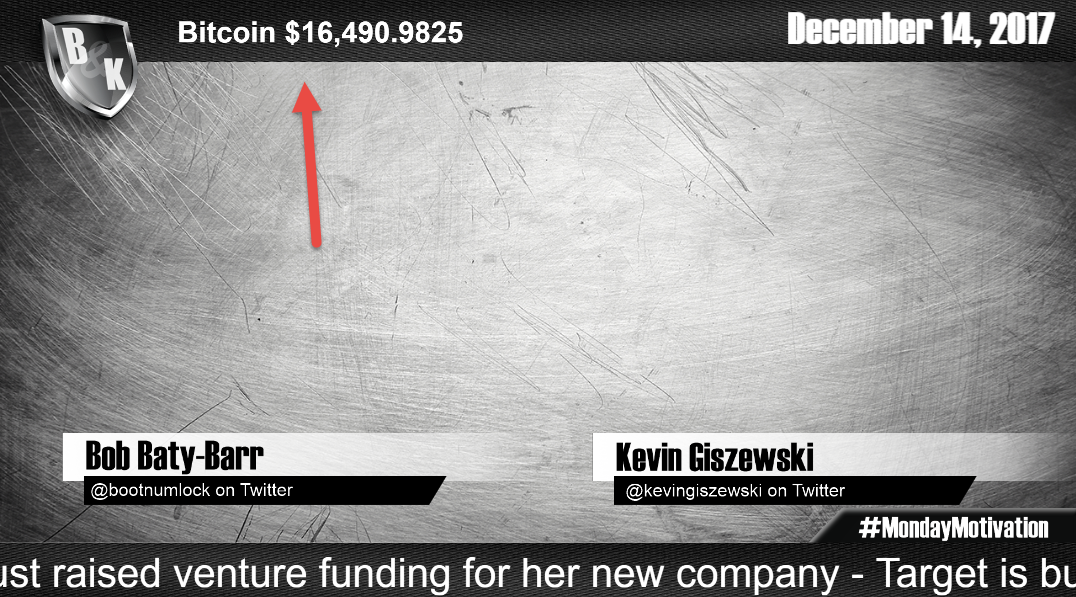 B & K
Bitcoin $16,490.9825
December 14, 2017
Bob Baty-Barr
@bootnumlock on Twitter
Kevin Giszewski
@kevingiszewski on Twitter
#MondayMotivation
ust raised venture funding for her new company - Target is bu